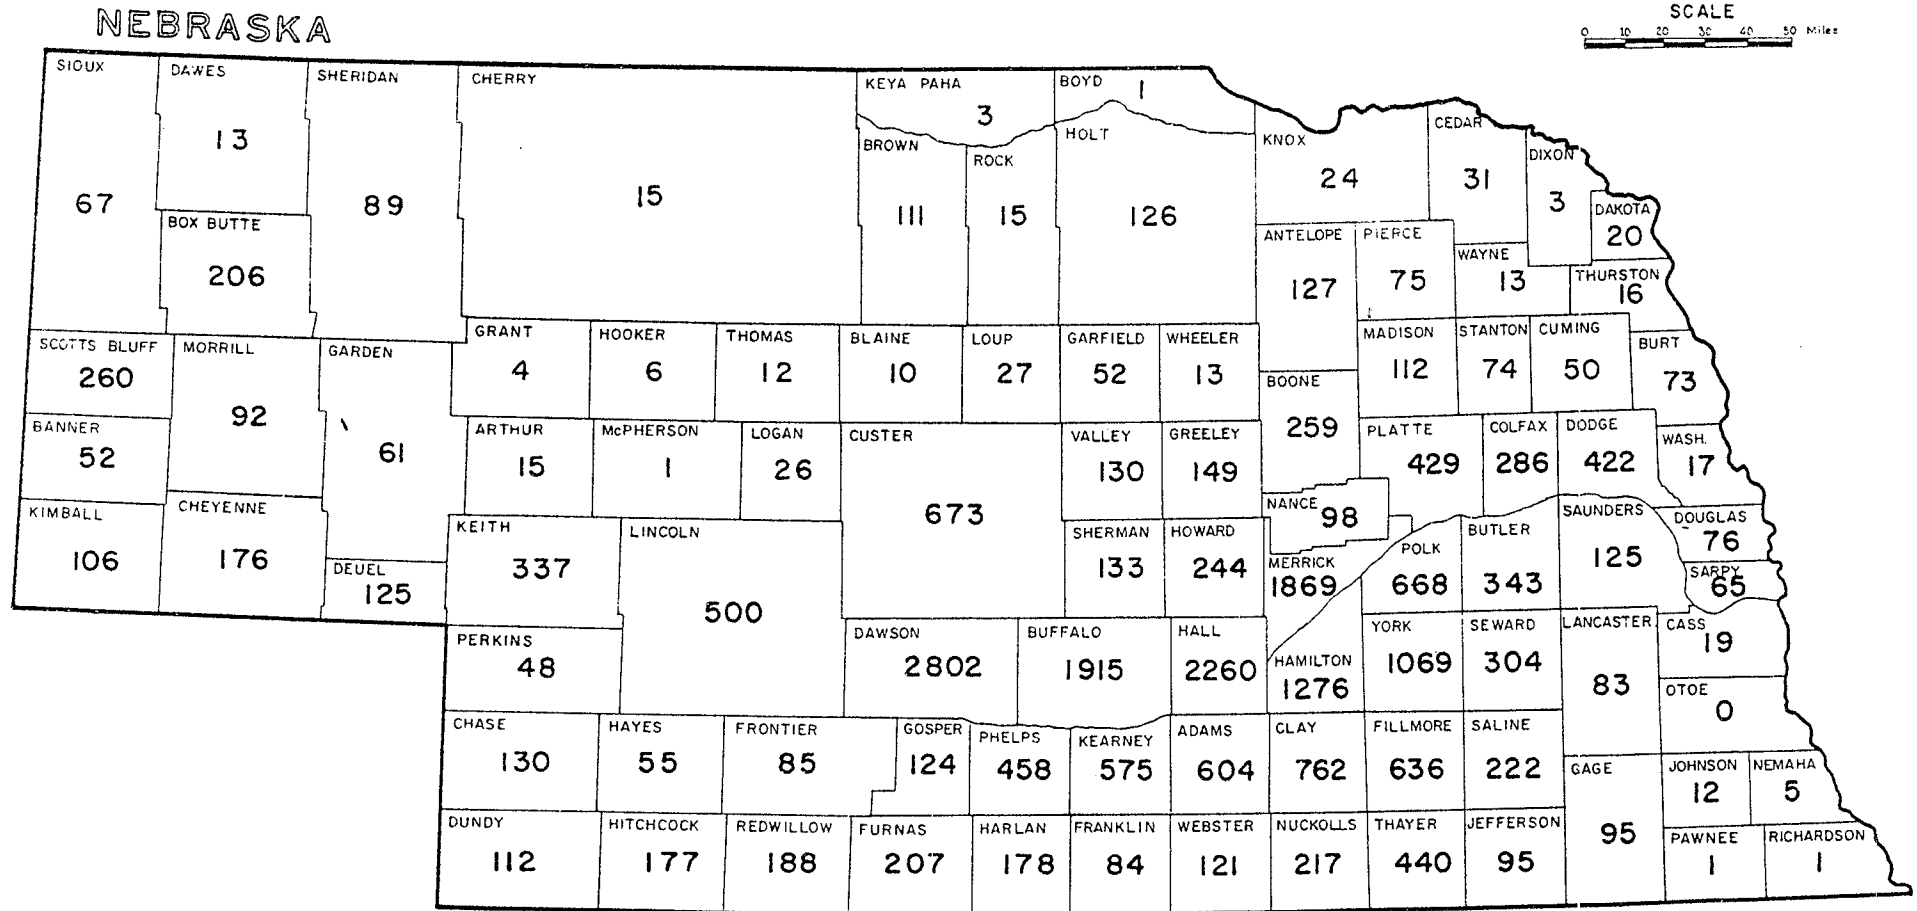 NEBRASKA
SCALE
0 10 20 30 40 50 Miles
SIOUX
67
DAWES
13
SHERIDAN
89
CHERRY
15
KEYA PAHA
3
BOYD
1
BROWN
111
ROCK
15
HOLT
126
KNOX
24
CEDAR
31
DIXON
3
DAKOTA
20
BOX BUTTE
206
ANTELOPE
127
PIERCE
75
WAYNE
13
THURSTON
16
SCOTTS BLUFF
260
MORRILL
92
GARDEN
61
GRANT
4
HOOKER
6
THOMAS
12
BLAINE
10
LOUP
27
GARFIELD
52
WHEELER
13
BOONE
259
MADISON
112
STANTON
74
CUMING
50
BURT
73
BANNER
52
ARTHUR
15
McPHERSON
1
LOGAN
26
CUSTER
673
VALLEY
130
GREELEY
149
PLATTE
429
COLFAX
286
DODGE
422
WASH.
17
NANCE
98
KIMBALL
106
CHEYENNE
176
DEUEL
125
KEITH
337
LINCOLN
500
SHERMAN
133
HOWARD
244
MERRICK
1869
POLK
668
BUTLER
343
SAUNDERS
125
DOUGLAS
76
SARPY
65
PERKINS
48
DAWSON
2802
BUFFALO
1915
HALL
2260
HAMILTON
1276
YORK
1069
SEWARD
304
LANCASTER
83
CASS
19
OTOE
0
CHASE
130
HAYES
55
FRONTIER
85
GOSPER
124
PHELPS
458
KEARNEY
575
ADAMS
604
CLAY
762
FILLMORE
636
SALINE
222
GAGE
95
JOHNSON
12
NEMAHA
5
DUNDY
112
HITCHCOCK
177
REDWILLOW
188
FURNAS
207
HARLAN
178
FRANKLIN
84
WEBSTER
121
NUCKOLLS
217
THAYER
440
JEFFERSON
95
PAWNEE
1
RICHARDSON
1